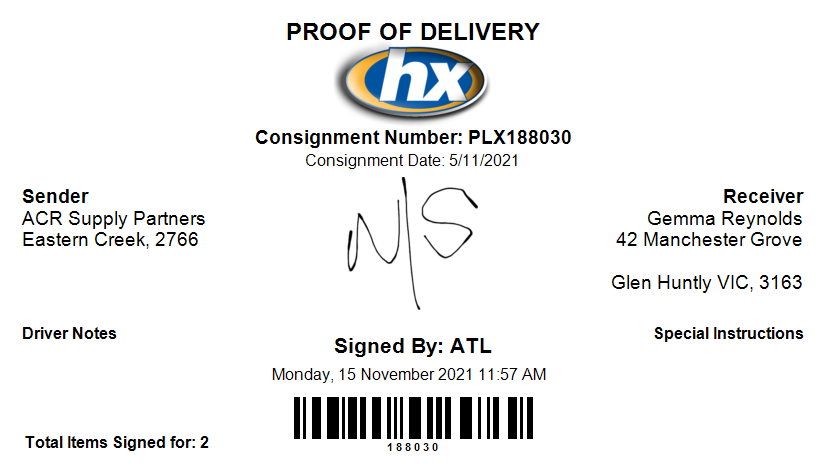 PROOF OF DELIVERY
hx
Consignment Number: PLX188030
Consignment Date: 5/11/2021
Sender
ACR Supply Partners
Eastern Creek, 2766
N/S
Receiver
Gemma Reynolds
42 Manchester Grove
Glen Huntly VIC, 3163
Driver Notes
Signed By: ATL
Monday, 15 November 2021 11:57 AM
Special Instructions
Total Items Signed for: 2
188030